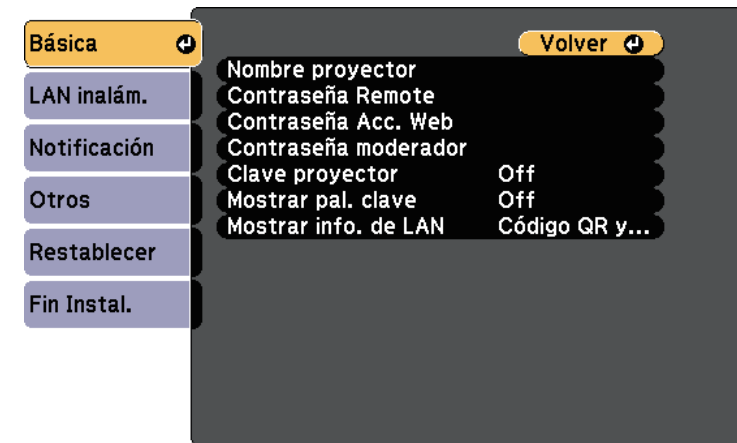 Básica
LAN inalám.
Notificación
Otros
Restablecer
Fin Instal.
Volver
Nombre proyector
Contraseña Remote
Contraseña Acc. Web
Contraseña moderador
Clave proyector Off
Mostrar pal. clave Off
Mostrar info. de LAN Código QR y...